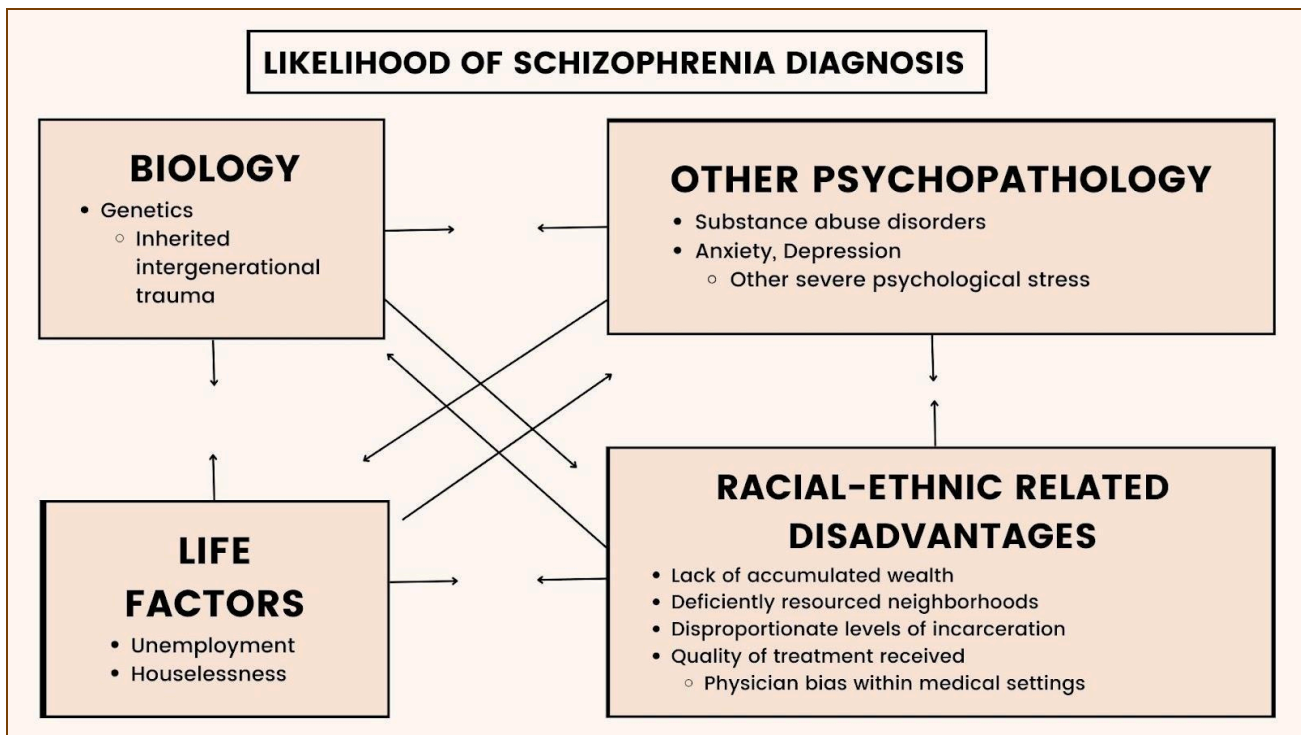 LIKELIHOOD OF SCHIZOPHRENIA DIAGNOSIS
BIOLOGY
• Genetics
○ Inherited
intergenerational
trauma
OTHER PSYCHOPATHOLOGY
• Substance abuse disorders
• Anxiety, Depression
○ Other severe psychological stress
LIFE
FACTORS
• Unemployment
• Houselessness
RACIAL-ETHNIC RELATED
DISADVANTAGES
• Lack of accumulated wealth
• Deficiently resourced neighborhoods
• Disproportionate levels of incarceration
• Quality of treatment received
○ Physician bias within medical settings